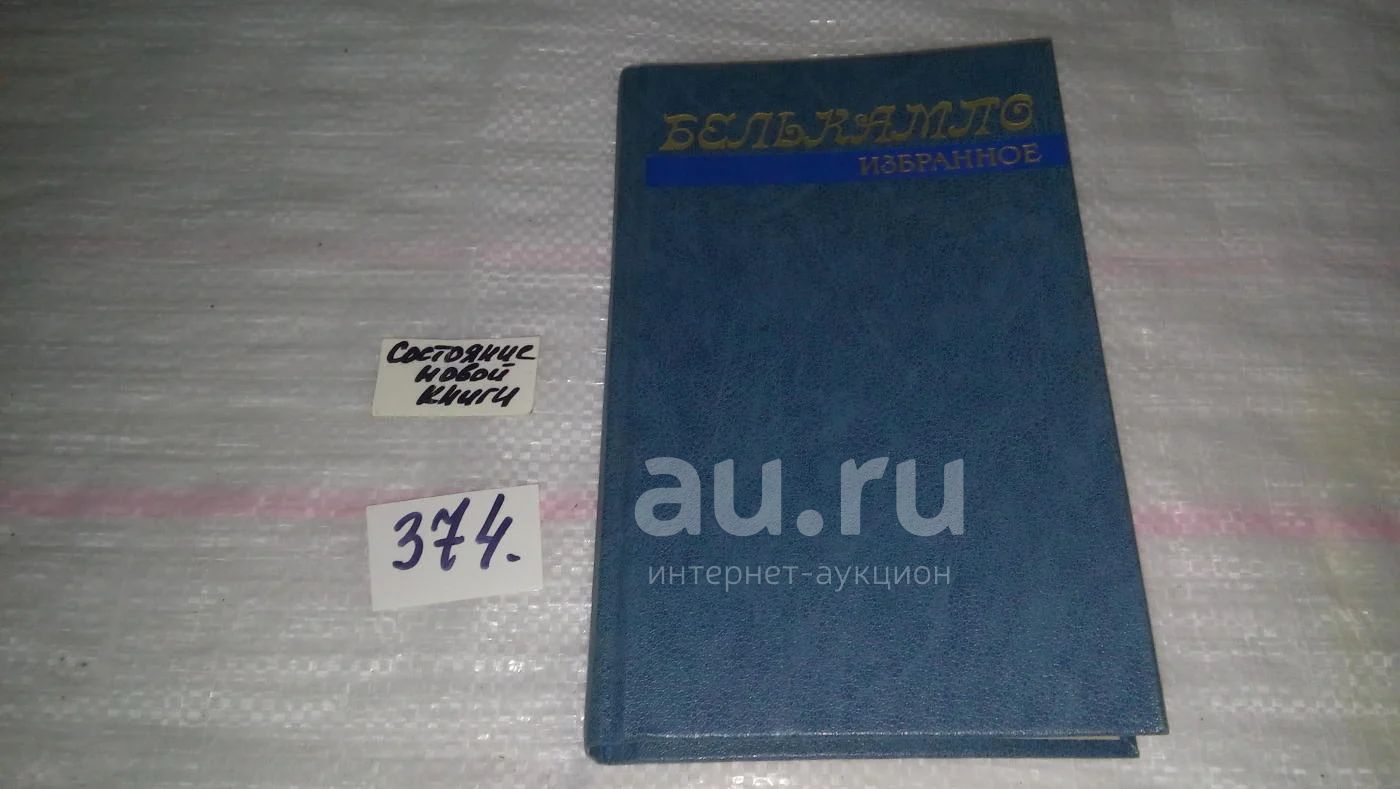 БЕЛЬКАМПО
ИЗБРАННОЕ
Состояние
новой
книги
374.
au.ru
интернет-аукцион